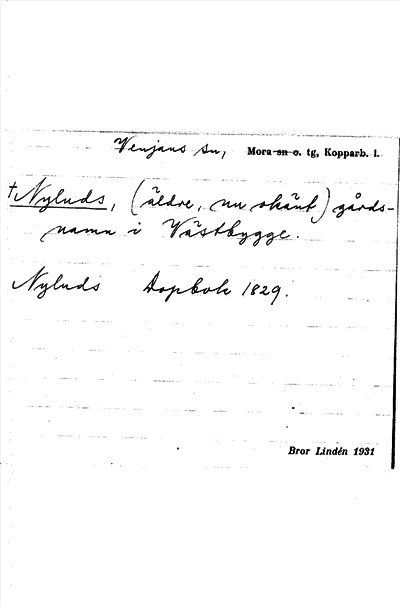 Venjans sn, Mora sn o. tg, Kopparb. l.
†Nyluds, (äldre, nu okänt) gårds-
namn i Västbygge.
Nyluds Dopbok 1829.
Bror Lindén 1931